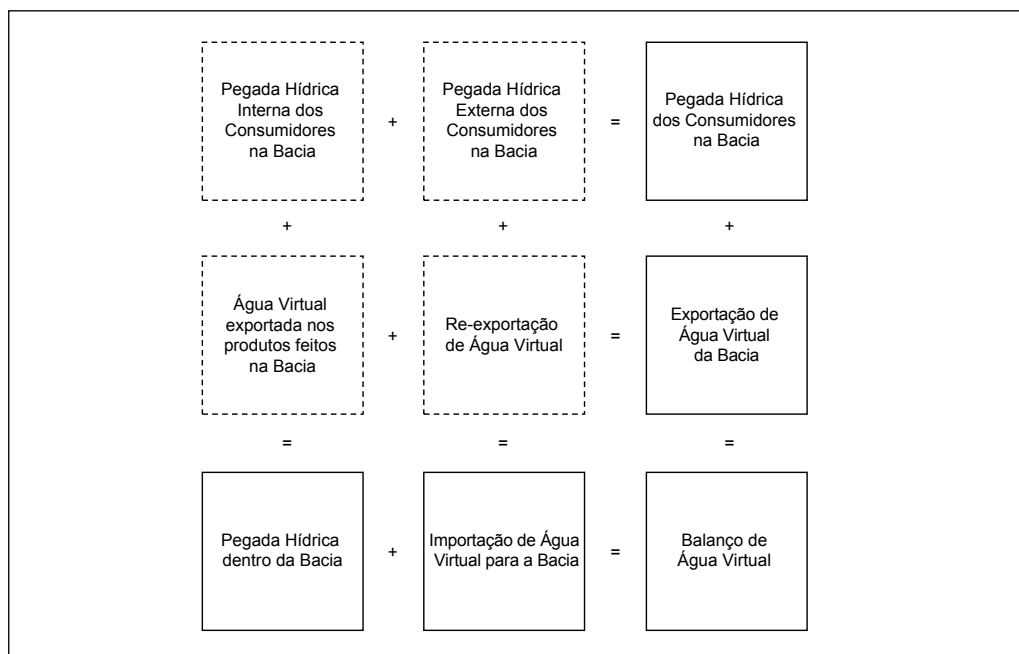 Pegada Hídrica
Interna dos
Consumidores
na Bacia
+
Pegada Hídrica
Externa dos
Consumidores
na Bacia
=
Pegada Hídrica
dos Consumidores
na Bacia
+
+
+
Água Virtual
exportada nos
produtos feitos
na Bacia
+
Re-exportação
de Água Virtual
=
Exportação de
Água Virtual
da Bacia
=
=
=
Pegada Hídrica
dentro da Bacia
+
Importação de Água
Virtual para a Bacia
=
Balanço de
Água Virtual